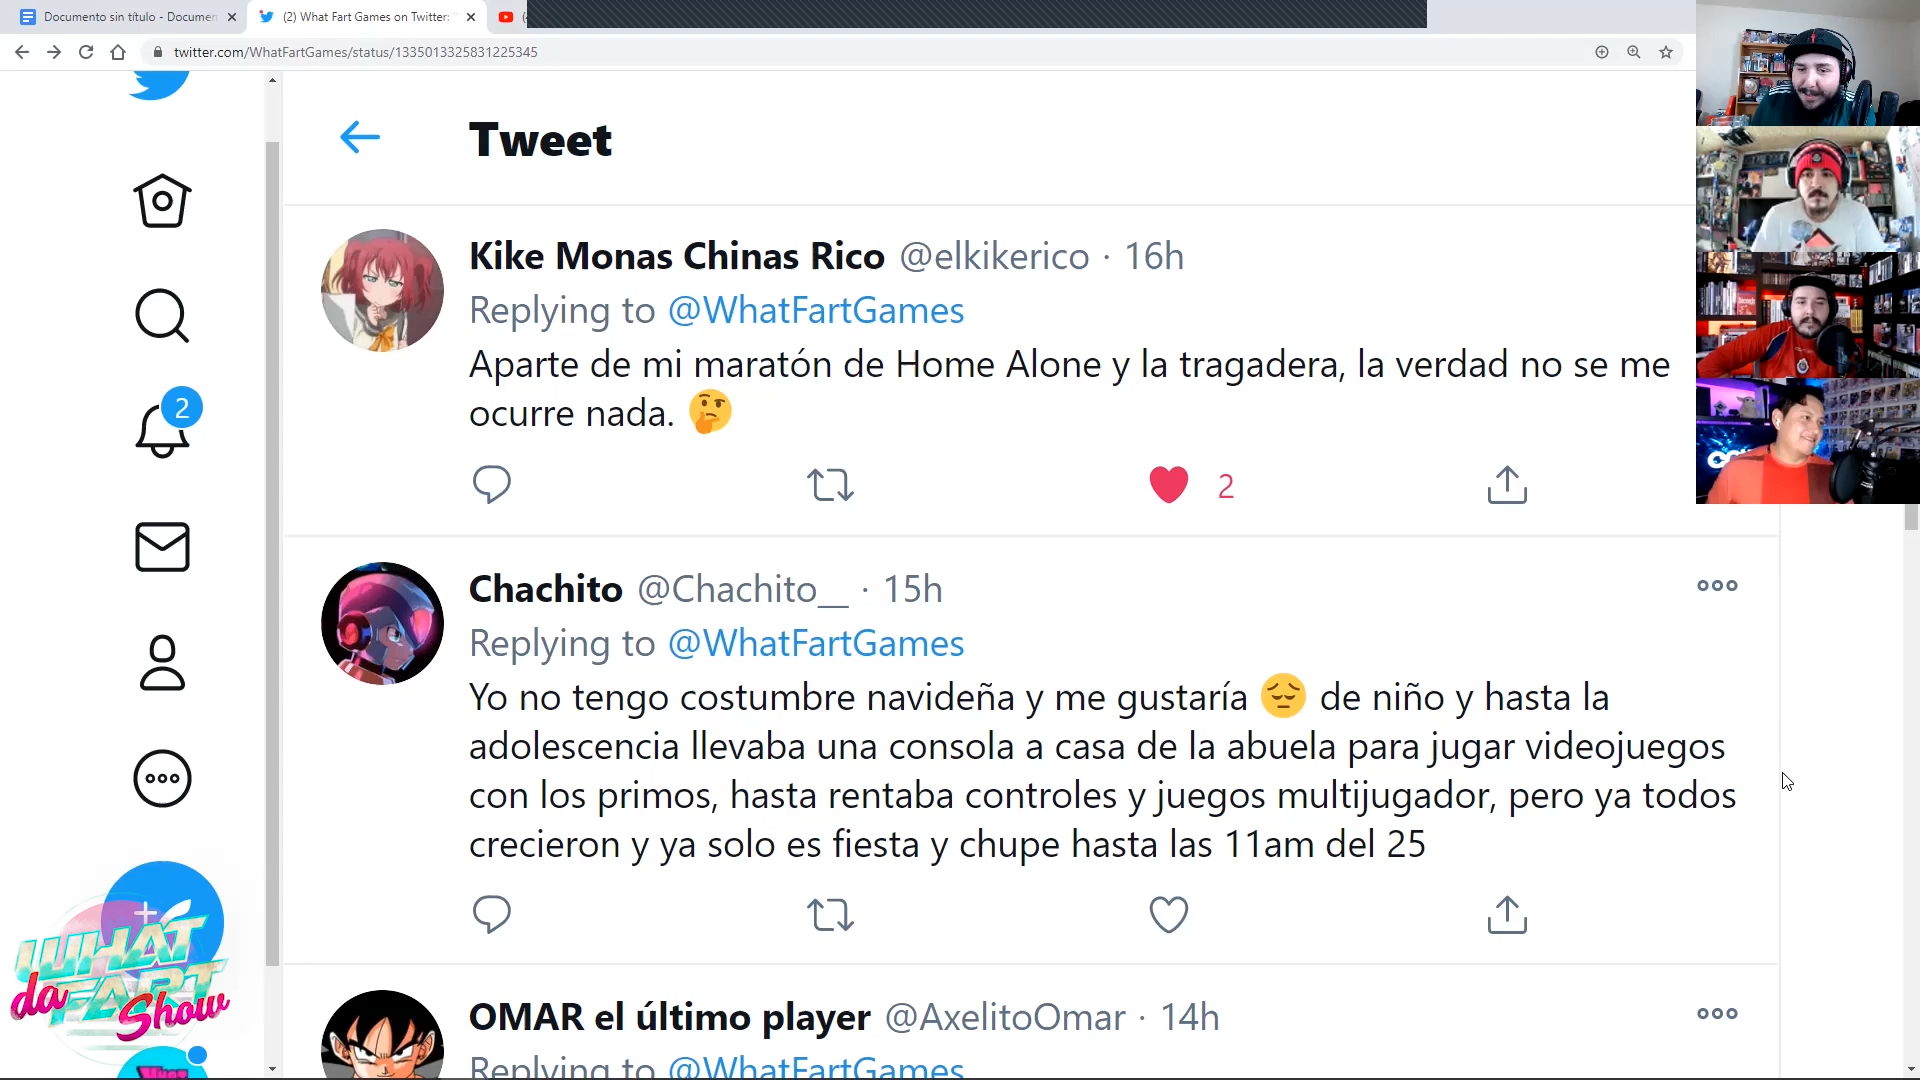 Documento sin título - Documen
(2) What Fart Games on Twitter: "
twitter.com/WhatFartGames/status/1335013325831225345
Tweet
Kike Monas Chinas Rico @elkikerico · 16h
Replying to @WhatFartGames
Aparte de mi maratón de Home Alone y la tragadera, la verdad no se me
ocurre nada. 🤔
2
2
Chachito @Chachito__ · 15h
Replying to @WhatFartGames
Yo no tengo costumbre navideña y me gustaría 😔 de niño y hasta la
adolescencia llevaba una consola a casa de la abuela para jugar videojuegos
con los primos, hasta rentaba controles y juegos multijugador, pero ya todos
crecieron y ya solo es fiesta y chupe hasta las 11am del 25
OMAR el último player @AxelitoOmar · 14h
Replying to @WhatFartGames
WHAT
da FART
Show